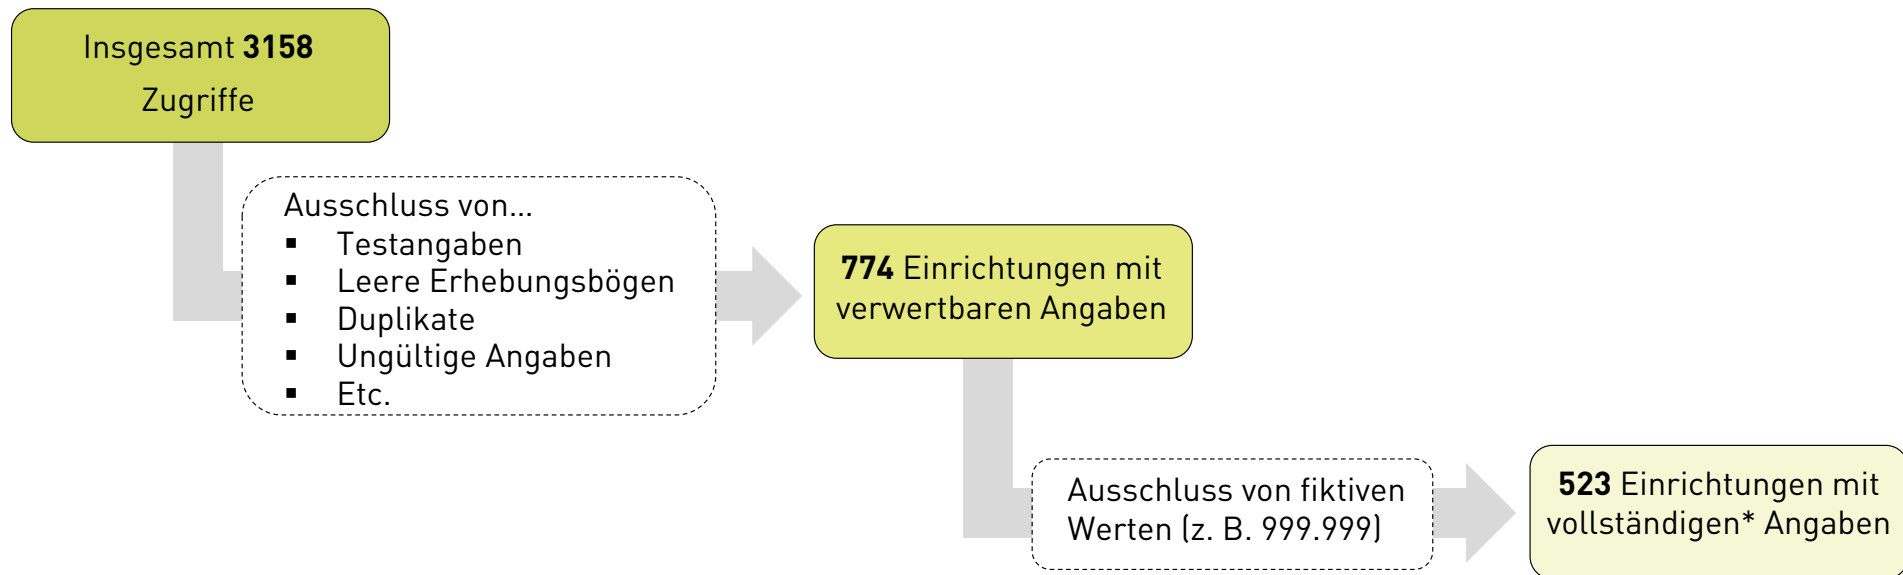 Insgesamt 3158
Zugriffe
Ausschluss von...
▪ Testangaben
▪ Leere Erhebungsbögen
▪ Duplikate
▪ Ungültige Angaben
▪ Etc.
774 Einrichtungen mit
verwertbaren Angaben
Ausschluss von fiktiven
Werten (z. B. 999.999)
523 Einrichtungen mit
vollständigen* Angaben